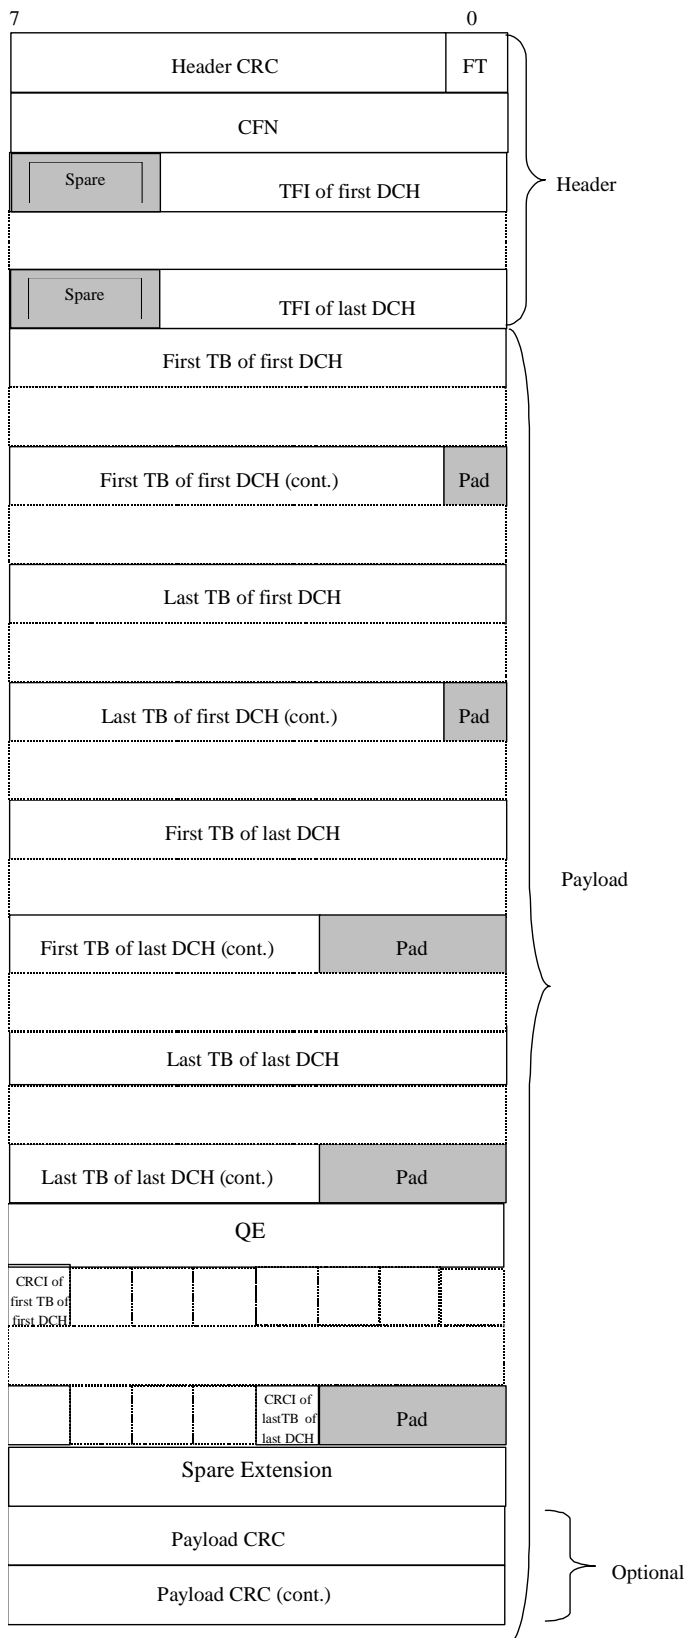 7 0
Header CRC FT
CFN
Spare TFI of first DCH
Header
Spare TFI of last DCH
First TB of first DCH
First TB of first DCH (cont.) Pad
Last TB of first DCH
Last TB of first DCH (cont.) Pad
First TB of last DCH
Payload
First TB of last DCH (cont.) Pad
Last TB of last DCH
Last TB of last DCH (cont.) Pad
QE
CRCI of
first TB of
first DCH
CRCI of
lastTB of
last DCH
Pad
Spare Extension
Payload CRC
Optional
Payload CRC (cont.)